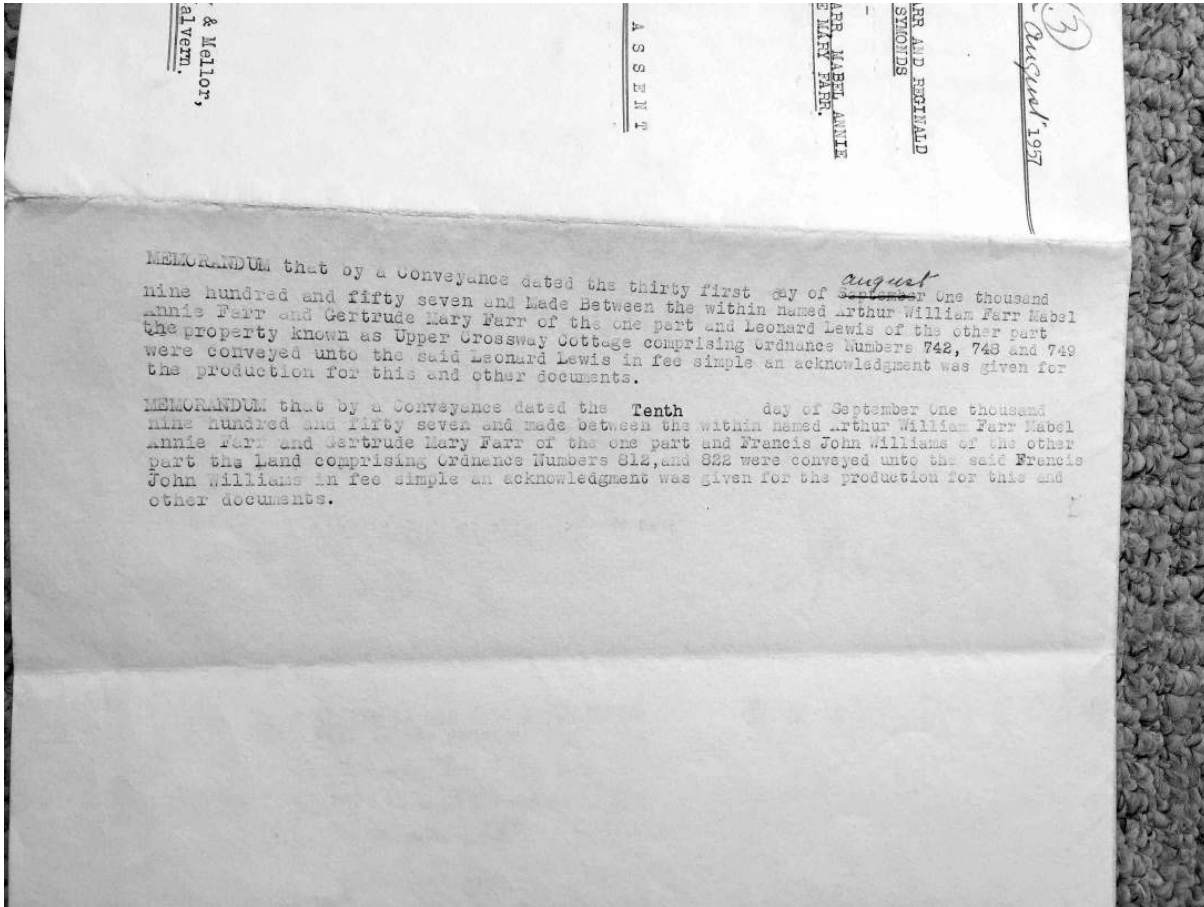 3)
August 1957
ARR AND REGINALD
SYMONDS
ARR MABEL ANNIE
E MARY FARR.
A S S E N T
& Mellor,
alvern.
MEMORANDUM that by a Conveyance dated the thirty first day of September august One thousand
nine hundred and fifty seven and Made Between the within named Arthur William Farr Mabel
Annie Farr and Gertrude Mary Farr of the one part and Leonard Lewis of the other part
the property known as Upper Crossway Cottage comprising Ordnance Numbers 742, 748 and 749
were conveyed unto the said Leonard Lewis in fee simple an acknowledgment was given for
the production for this and other documents.
MEMORANDUM that by a Conveyance dated the Tenth day of September One thousand
nine hundred and fifty seven and made between the within named Arthur William Farr Mabel
Annie Farr and Gertrude Mary Farr of the one part and Francis John Williams of the other
part the Land comprising Ordnance Numbers 812,and 822 were conveyed unto the said Francis
John Williams in fee simple an acknowledgment was given for the production for this and
other documents.